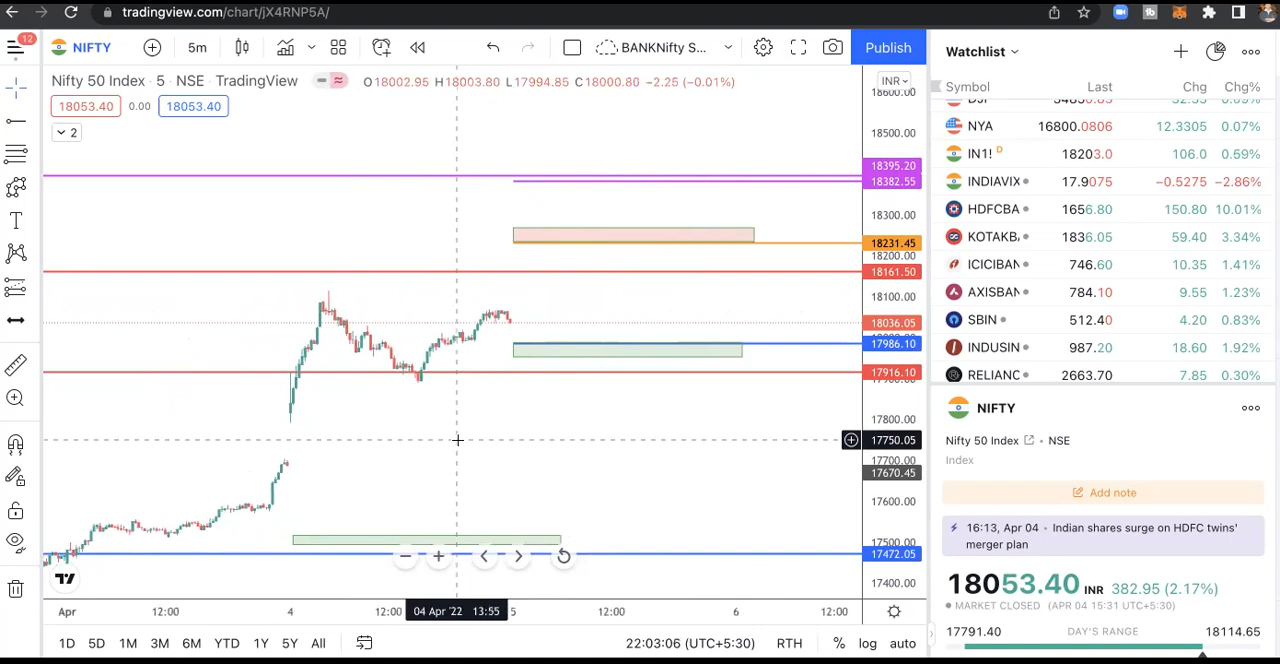 tradingview.com/chart/jX4RNP5A/
12
NIFTY
5m
BANKNifty S...
Publish
Watchlist
Nifty 50 Index · 5 · NSE · TradingView
O18002.95 H18003.80 L17994.85 C18000.80 −2.25 (−0.01%)
INR
18053.40 0.00 18053.40
2
18600.00
18500.00
18395.20
18382.55
18300.00
18231.45
18200.00
18161.50
18100.00
18036.05
17986.10
17916.10
17800.00
17750.05
17700.00
17670.45
17600.00
17500.00
17472.05
17400.00
Apr 12:00 4 12:00 04 Apr '22 13:55 5 12:00 6 12:00
1D 5D 1M 3M 6M YTD 1Y 5Y All
22:03:06 (UTC+5:30) RTH % log auto
Symbol Last Chg Chg%
NYA 16800.0806 12.3305 0.07%
IN1! D 18203.0 106.0 0.59%
INDIAVIX 17.9075 −0.5275 −2.86%
HDFCBA 1656.80 150.80 10.01%
KOTAKB 1836.05 59.40 3.34%
ICICIBAN 746.60 10.35 1.41%
AXISBAN 784.10 9.55 1.23%
SBIN 512.40 4.20 0.83%
INDUSIN 987.20 18.60 1.92%
RELIANC 2663.70 7.85 0.30%
NIFTY
Nifty 50 Index · NSE
Index
Add note
16:13, Apr 04 · Indian shares surge on HDFC twins'
merger plan
18053.40 INR 382.95 (2.17%)
MARKET CLOSED (APR 04 15:31 UTC+5:30)
17791.40 DAY'S RANGE 18114.65